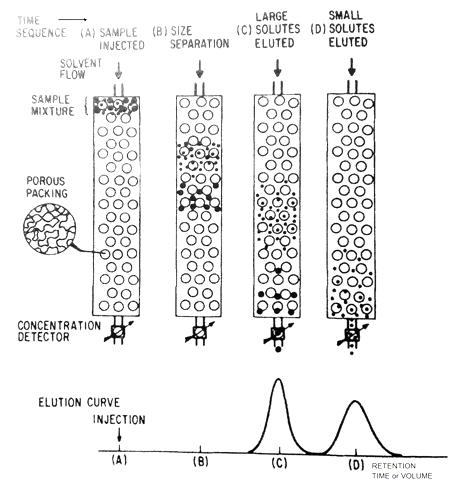 TIME
SEQUENCE
(A) SAMPLE
INJECTED
(B) SIZE
SEPARATION
LARGE
(C) SOLUTES
ELUTED
SMALL
(D) SOLUTES
ELUTED
SOLVENT
FLOW
SAMPLE
MIXTURE
POROUS
PACKING
CONCENTRATION
DETECTOR
ELUTION CURVE
INJECTION
(A)
(B)
(C)
(D)
RETENTION
TIME or VOLUME